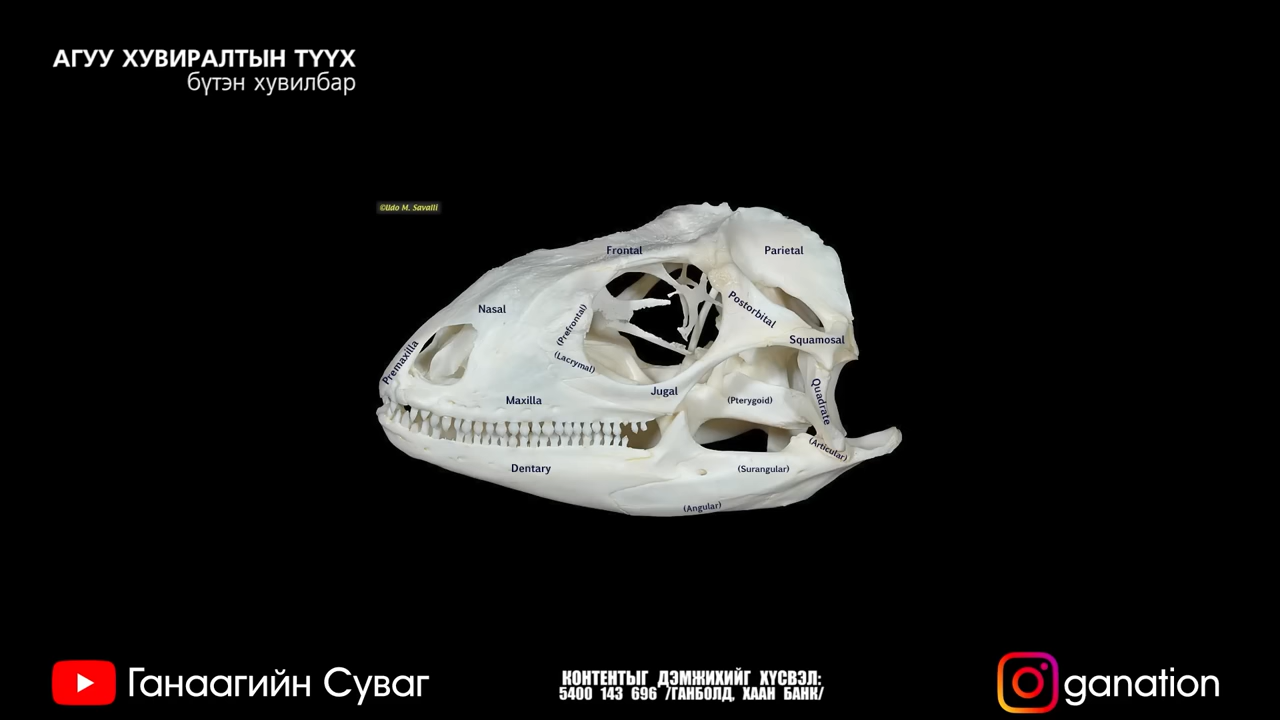 АГУУ ХУВИРАЛТЫН ТҮҮХ
бүтэн хувилбар
©Udo M. Savalli
Frontal
Parietal
Nasal
(Prefrontal)
Postorbital
Squamosal
Premaxilla
(Lacrymal)
Jugal
Maxilla
(Pterygoid)
Quadrate
(Articular)
Dentary
(Surangular)
(Angular)
Ганаагийн Суваг
КОНТЕНТЫГ ДЭМЖИХИЙГ ХҮСВЭЛ:
5400 143 696 /ГАНБОЛД, ХААН БАНК/
ganation